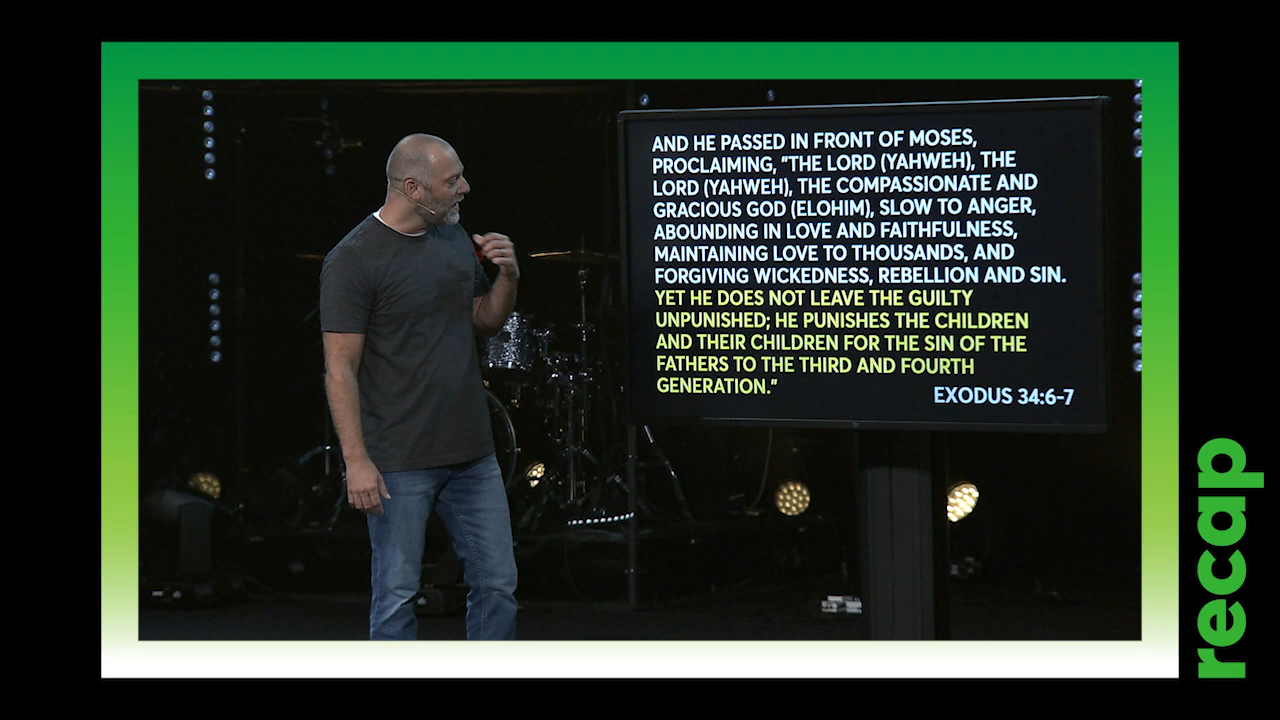 AND HE PASSED IN FRONT OF MOSES,
PROCLAIMING, "THE LORD (YAHWEH), THE
LORD (YAHWEH), THE COMPASSIONATE AND
GRACIOUS GOD (ELOHIM), SLOW TO ANGER,
ABOUNDING IN LOVE AND FAITHFULNESS,
MAINTAINING LOVE TO THOUSANDS, AND
FORGIVING WICKEDNESS, REBELLION AND SIN.
YET HE DOES NOT LEAVE THE GUILTY
UNPUNISHED; HE PUNISHES THE CHILDREN
AND THEIR CHILDREN FOR THE SIN OF THE
FATHERS TO THE THIRD AND FOURTH
GENERATION."
EXODUS 34:6-7
recap